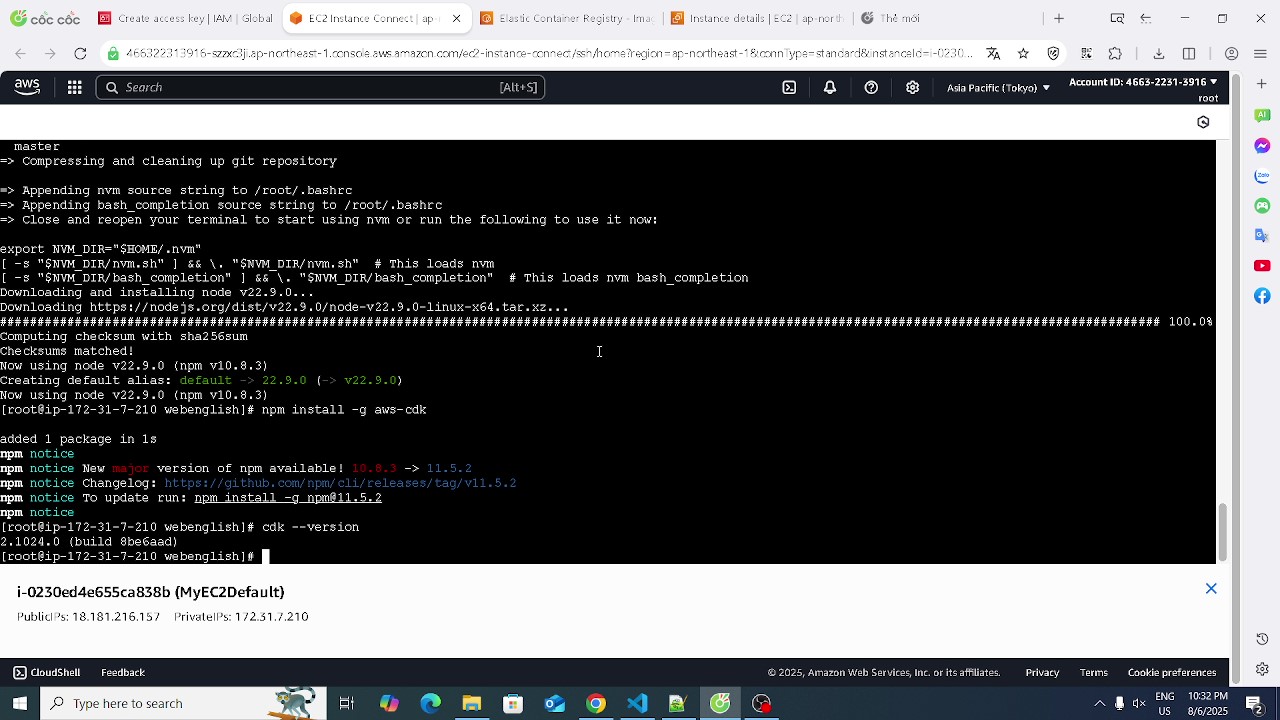 CỐC CỐC
Create access key | IAM | Global
EC2 Instance Connect | ap-n
Elastic Container Registry - Imag
Instance details | EC2 | ap-north
Thẻ mới
466322313916-szzxc3jj.ap-northeast-1.console.aws.amazon.com/ec2-instance-connect/ssh/home?region=ap-northeast-1&connType=standard&instanceId=i-0230...
aws
Search
[Alt+S]
Asia Pacific (Tokyo)
Account ID: 4663-2231-3916
root
master
=> Compressing and cleaning up git repository
=> Appending nvm source string to /root/.bashrc
=> Appending bash_completion source string to /root/.bashrc
=> Close and reopen your terminal to start using nvm or run the following to use it now:
export NVM_DIR="$HOME/.nvm"
[ -s "$NVM_DIR/nvm.sh" ] && \. "$NVM_DIR/nvm.sh"  # This loads nvm
[ -s "$NVM_DIR/bash_completion" ] && \. "$NVM_DIR/bash_completion"  # This loads nvm bash_completion
Downloading and installing node v22.9.0...
Downloading https://nodejs.org/dist/v22.9.0/node-v22.9.0-linux-x64.tar.xz...
100.0%
Computing checksum with sha256sum
Checksums matched!
Now using node v22.9.0 (npm v10.8.3)
Creating default alias: default -> 22.9.0 (-> v22.9.0)
Now using node v22.9.0 (npm v10.8.3)
[root@ip-172-31-7-210 webenglish]# npm install -g aws-cdk
added 1 package in 1s
npm notice
npm notice New major version of npm available! 10.8.3 -> 11.5.2
npm notice Changelog: https://github.com/npm/cli/releases/tag/v11.5.2
npm notice To update run: npm install -g npm@11.5.2
npm notice
[root@ip-172-31-7-210 webenglish]# cdk --version
2.1024.0 (build 8be6aad)
[root@ip-172-31-7-210 webenglish]#
i-0230ed4e655ca838b (MyEC2Default)
PublicIPs: 18.181.216.157 PrivateIPs: 172.31.7.210
CloudShell
Feedback
© 2025, Amazon Web Services, Inc. or its affiliates.
Privacy
Terms
Cookie preferences
Type here to search
ENG
US
10:32 PM
8/6/2025
2
AI
Zalo